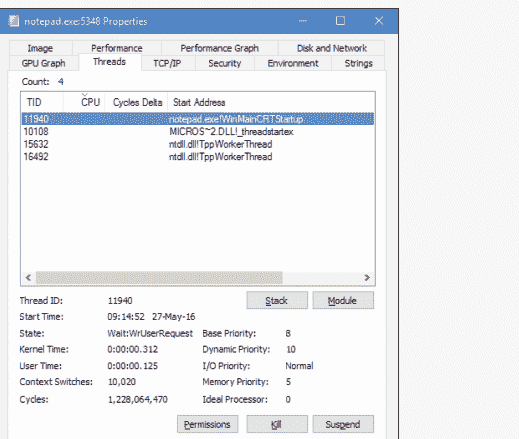 notepad.exe:5348 Properties
Image Performance Performance Graph Disk and Network
GPU Graph Threads TCP/IP Security Environment Strings
Count: 4
TID CPU Cycles Delta Start Address
11940 notepad.exe!WinMainCRTStartup
10108 MICROS~2.DLL!_threadstartex
15632 ntdll.dll!TppWorkerThread
16492 ntdll.dll!TppWorkerThread
Thread ID: 11940 Stack Module
Start Time: 09:14:52 27-May-16
State: Wait:WrUserRequest Base Priority: 8
Kernel Time: 0:00:00.312 Dynamic Priority: 10
User Time: 0:00:00.125 I/O Priority: Normal
Context Switches: 10,020 Memory Priority: 5
Cycles: 1,228,064,470 Ideal Processor: 0
Permissions Kill Suspend